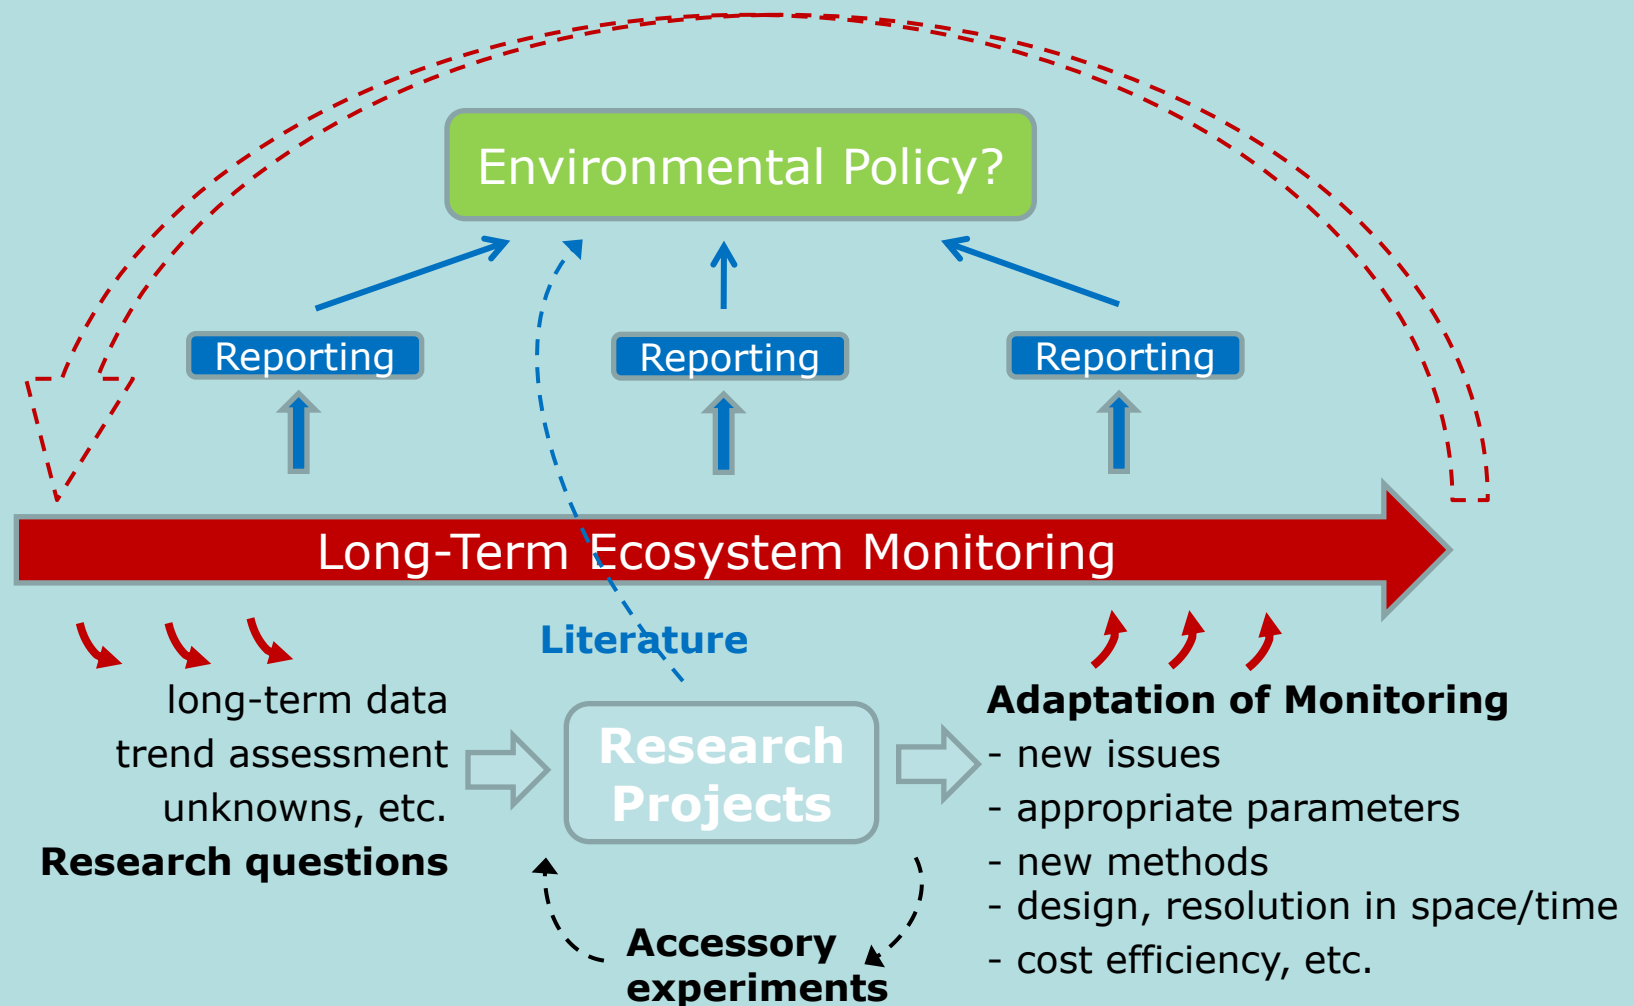 Environmental Policy?
Reporting
Reporting
Reporting
Long-Term Ecosystem Monitoring
Literature
long-term data
trend assessment
unknowns, etc.
Research questions
Research
Projects
Accessory
experiments
Adaptation of Monitoring
- new issues
- appropriate parameters
- new methods
- design, resolution in space/time
- cost efficiency, etc.